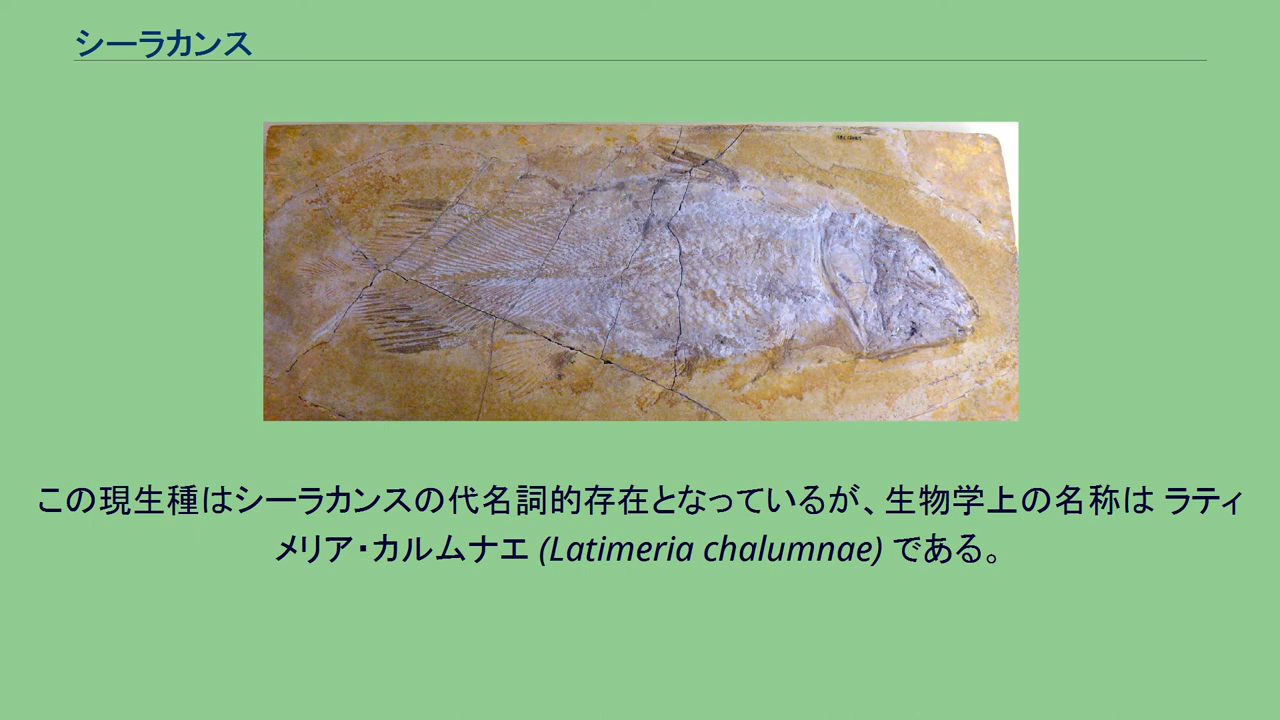 シーラカンス
この現生種はシーラカンスの代名詞的存在となっているが、生物学上の名称は ラティ
メリア・カルムナエ (Latimeria chalumnae) である。